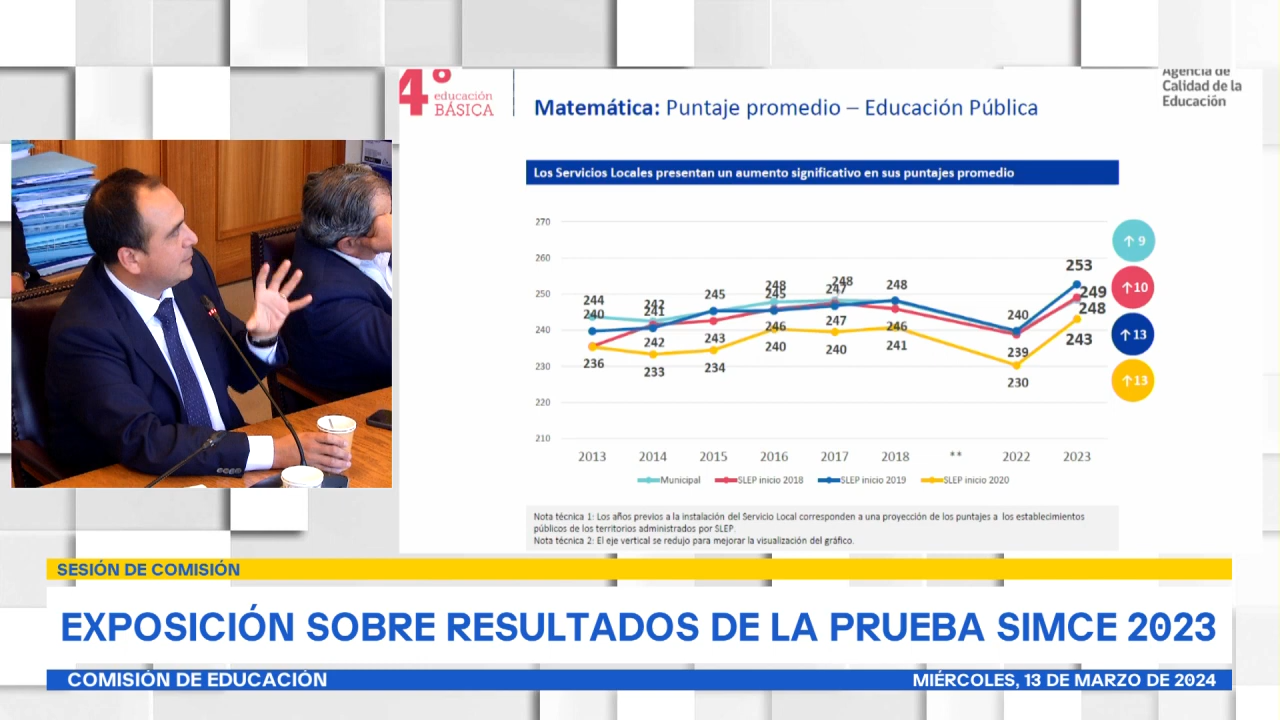 4º
educación
BÁSICA
Matemática: Puntaje promedio – Educación Pública
Agencia de
Calidad de la
Educación
Los Servicios Locales presentan un aumento significativo en sus puntajes promedio
270
260
250
240
230
220
210
244
240
236
242
241
242
233
245
243
234
248
245
246
240
248
247
247
240
248
246
241
240
239
230
253
249
248
243
↑ 9
↑10
↑13
↑13
2013 2014 2015 2016 2017 2018 ** 2022 2023
Municipal SLEP inicio 2018 SLEP inicio 2019 SLEP inicio 2020
Nota técnica 1: Los años previos a la instalación del Servicio Local corresponden a una proyección de los puntajes a los establecimientos
públicos de los territorios administrados por SLEP.
Nota técnica 2: El eje vertical se redujo para mejorar la visualización del gráfico.
SESIÓN DE COMISIÓN
EXPOSICIÓN SOBRE RESULTADOS DE LA PRUEBA SIMCE 2023
COMISIÓN DE EDUCACIÓN
MIÉRCOLES, 13 DE MARZO DE 2024